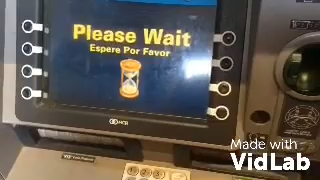 Please Wait
Espere Por Favor
NCR
Made with
VidLab